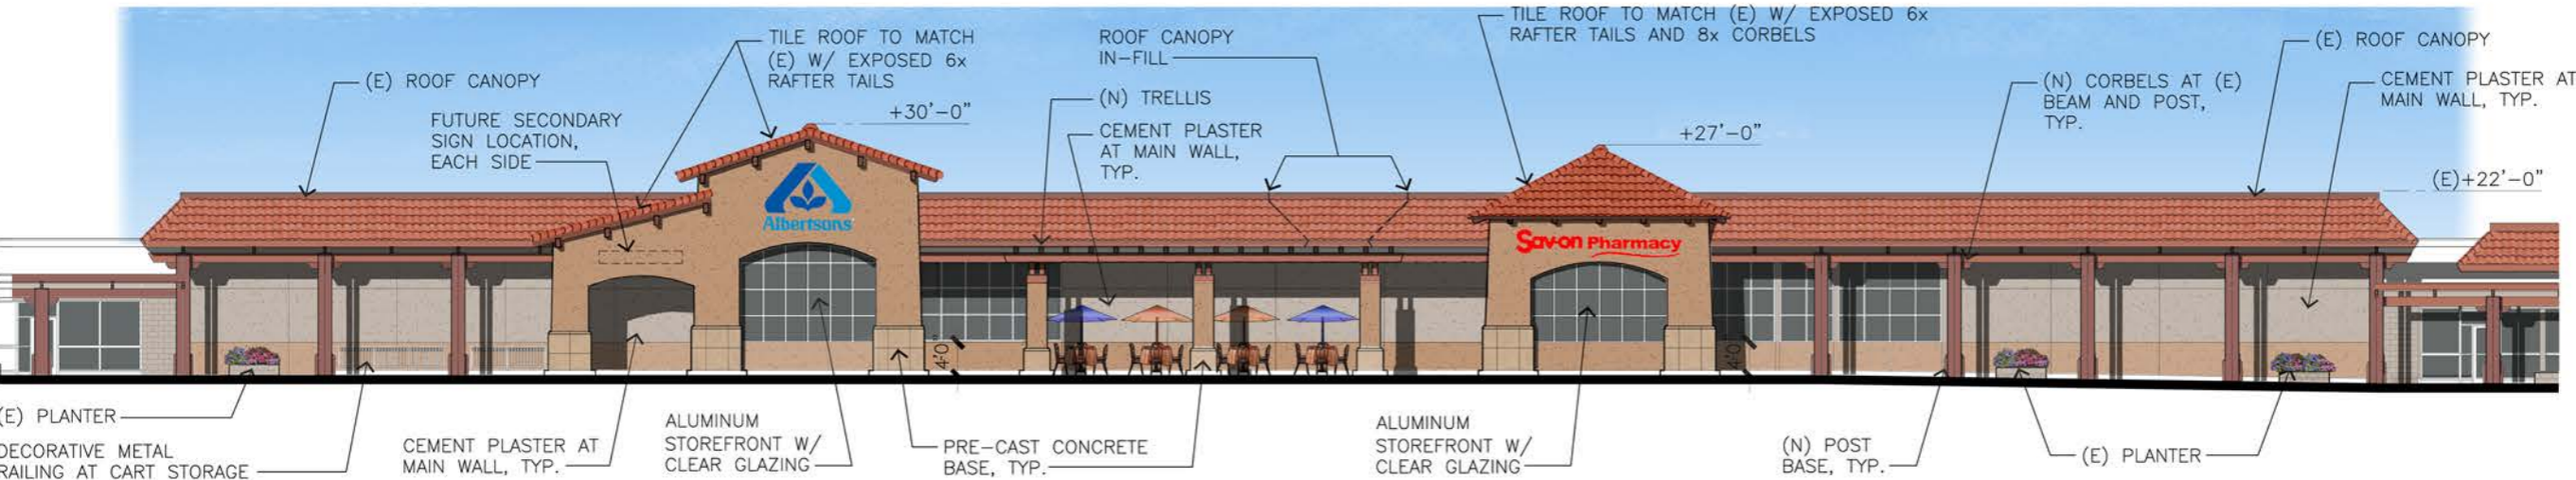 TILE ROOF TO MATCH (E) W/ EXPOSED 6x
RAFTER TAILS AND 8x CORBELS
TILE ROOF TO MATCH
(E) W/ EXPOSED 6x
RAFTER TAILS
ROOF CANOPY
IN-FILL
(E) ROOF CANOPY
(E) ROOF CANOPY
(N) CORBELS AT (E)
BEAM AND POST,
TYP.
CEMENT PLASTER AT
MAIN WALL, TYP.
FUTURE SECONDARY
SIGN LOCATION,
EACH SIDE
+30'-0"
(N) TRELLIS
CEMENT PLASTER
AT MAIN WALL,
TYP.
+27'-0"
(E)+22'-0"
Albertsons
Sav-on Pharmacy
4'0
4'0
(E) PLANTER
DECORATIVE METAL
RAILING AT CART STORAGE
CEMENT PLASTER AT
MAIN WALL, TYP.
ALUMINUM
STOREFRONT W/
CLEAR GLAZING
PRE-CAST CONCRETE
BASE, TYP.
ALUMINUM
STOREFRONT W/
CLEAR GLAZING
(N) POST
BASE, TYP.
(E) PLANTER